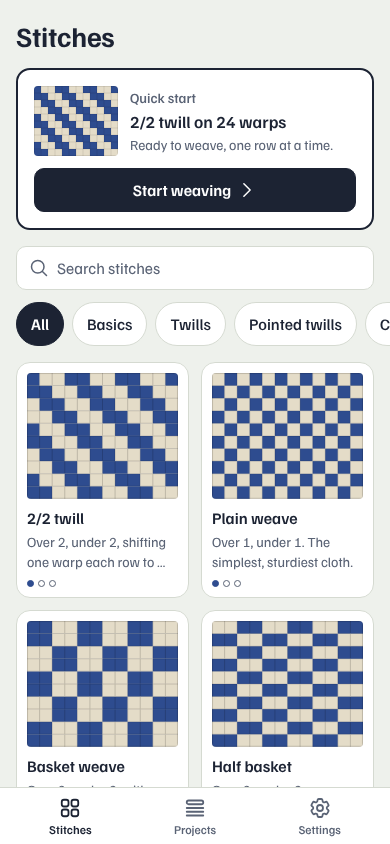 Stitches
Quick start
2/2 twill on 24 warps
Ready to weave, one row at a time.
Start weaving
Search stitches
All
Basics
Twills
Pointed twills
2/2 twill
Over 2, under 2, shifting
one warp each row to ...
Plain weave
Over 1, under 1. The
simplest, sturdiest cloth.
Basket weave
Half basket
Stitches
Projects
Settings